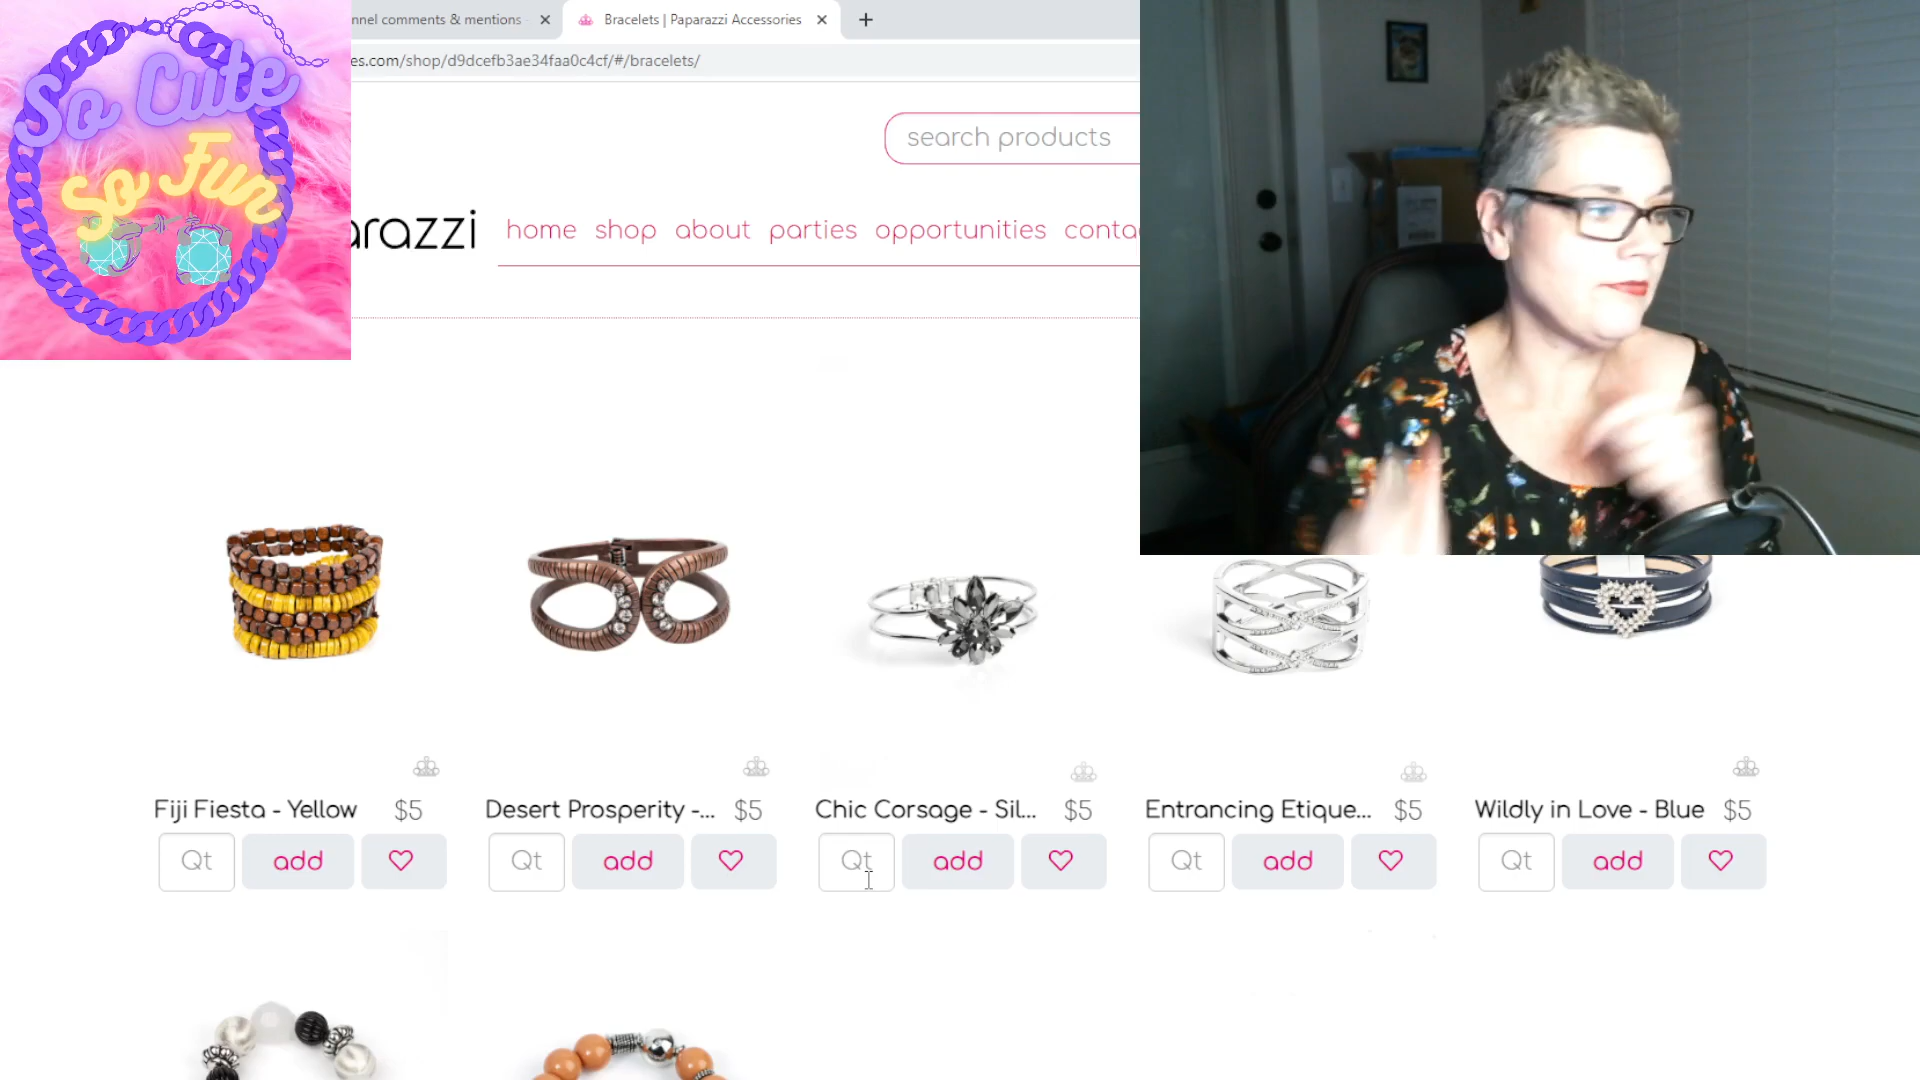 So Cute
So Fun
nnel comments & mentions
Bracelets | Paparazzi Accessories
es.com/shop/d9dcefb3ae34faa0c4cf/#/bracelets/
search products
arazzi
home shop about parties opportunities conta
Fiji Fiesta - Yellow $5
Desert Prosperity -... $5
Chic Corsage - Sil... $5
Entrancing Etique... $5
Wildly in Love - Blue $5
Qt add
Qt add
Qt add
Qt add
Qt add